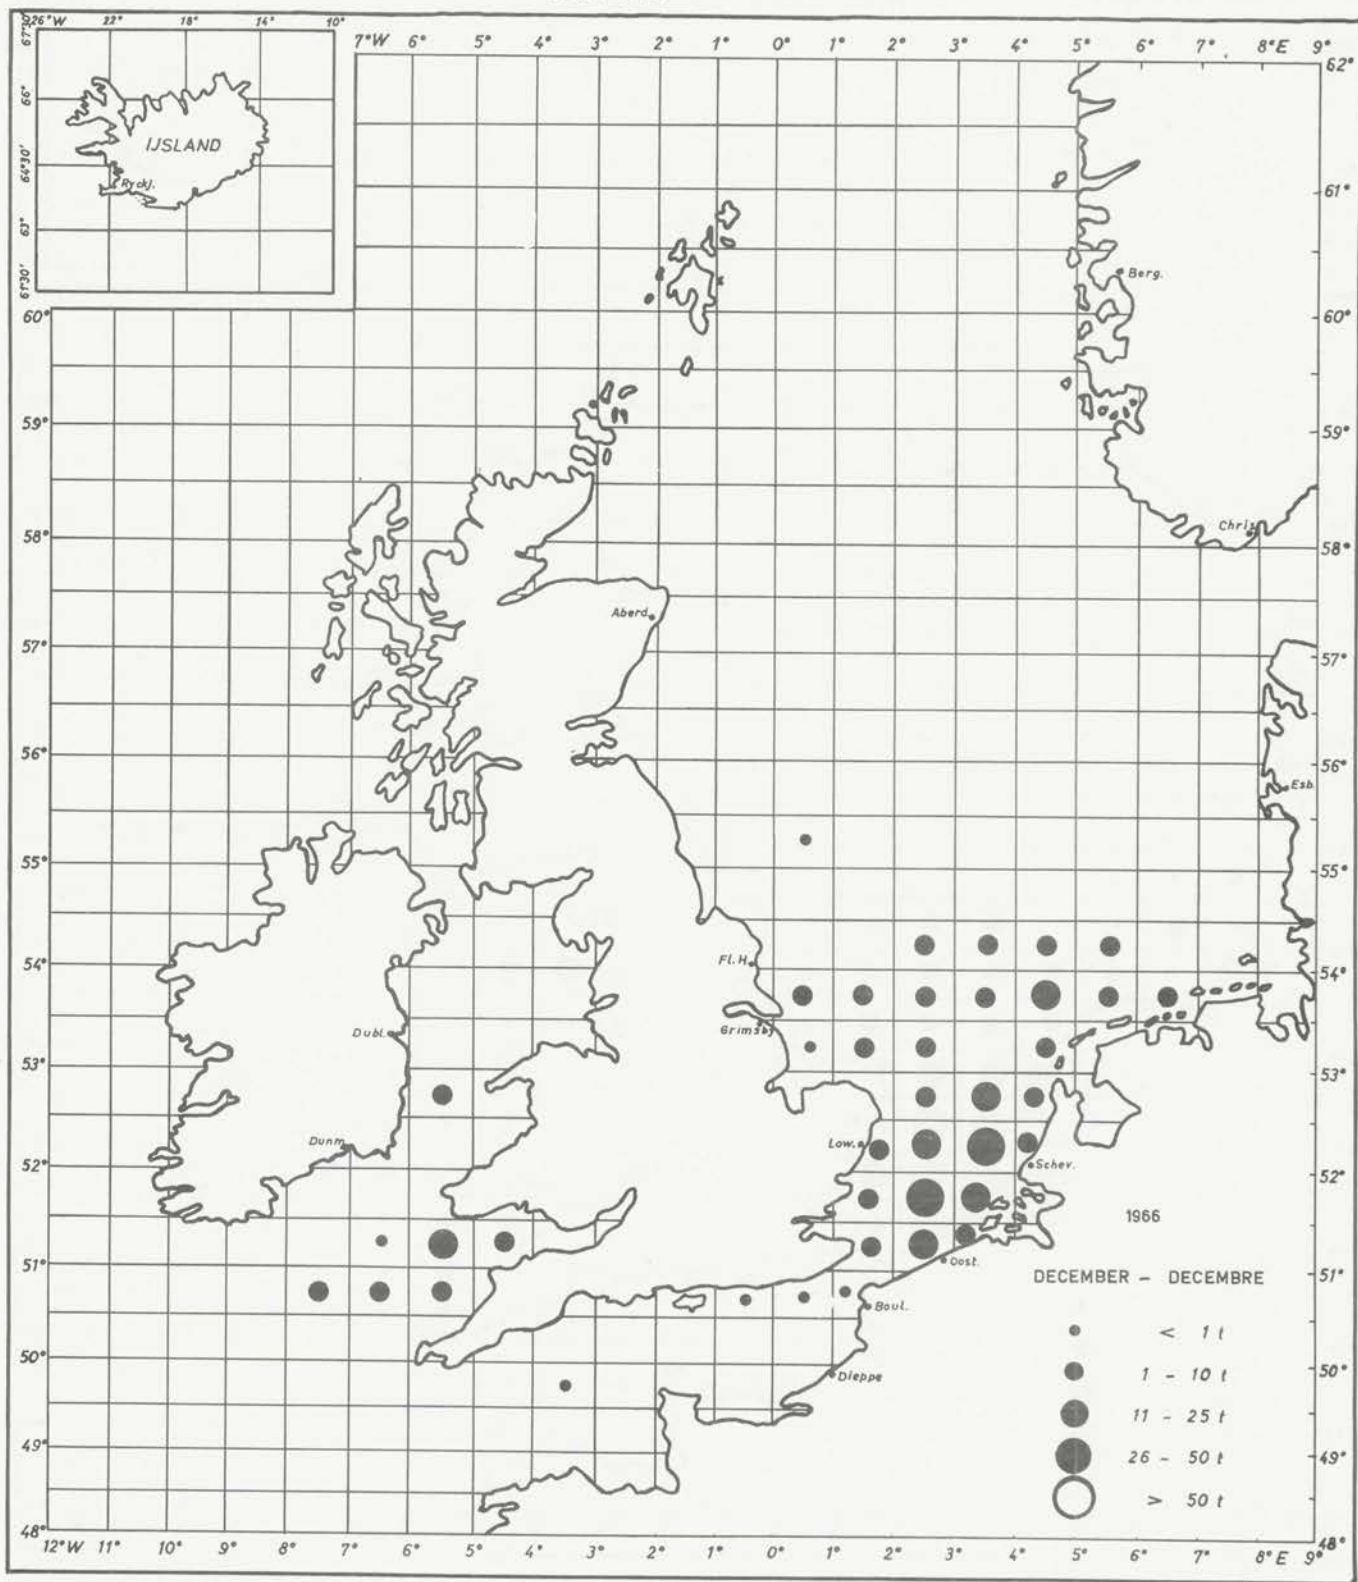 26°W 22° 18° 14° 10°
67°30'
66°
64°30'
63°
61°30'
IJSLAND
Ryckj.
7°W 6° 5° 4° 3° 2° 1° 0° 1° 2° 3° 4° 5° 6° 7° 8°E 9°
62°
61°
60° 60°
59° 59°
58° 58°
57° 57°
56° 56°
55° 55°
54° 54°
53° 53°
52° 52°
51° 51°
50° 50°
49° 49°
48° 48°
Berg.
Chris
Aberd.
Esb.
Fl.H.
Grimsby
Dubl.
Dunm.
Low.
Schev.
Oost.
Boul.
Dieppe
1966
DECEMBER - DECEMBRE
< 1 t
1 - 10 t
11 - 25 t
26 - 50 t
> 50 t
12°W 11° 10° 9° 8° 7° 6° 5° 4° 3° 2° 1° 0° 1° 2° 3° 4° 5° 6° 7° 8°E 9°